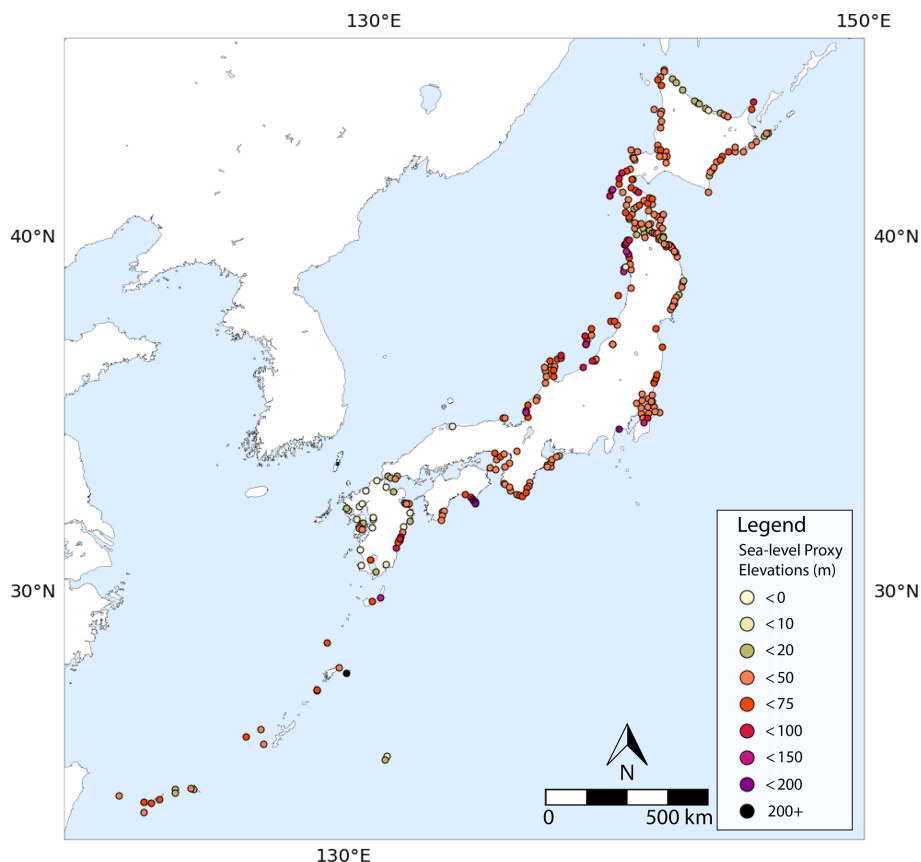 130°E 150°E
40°N 40°N
30°N 30°N
Legend
Sea-level Proxy
Elevations (m)
<0
<10
<20
<50
<75
<100
<150
<200
200+
N
0 500 km
130°E